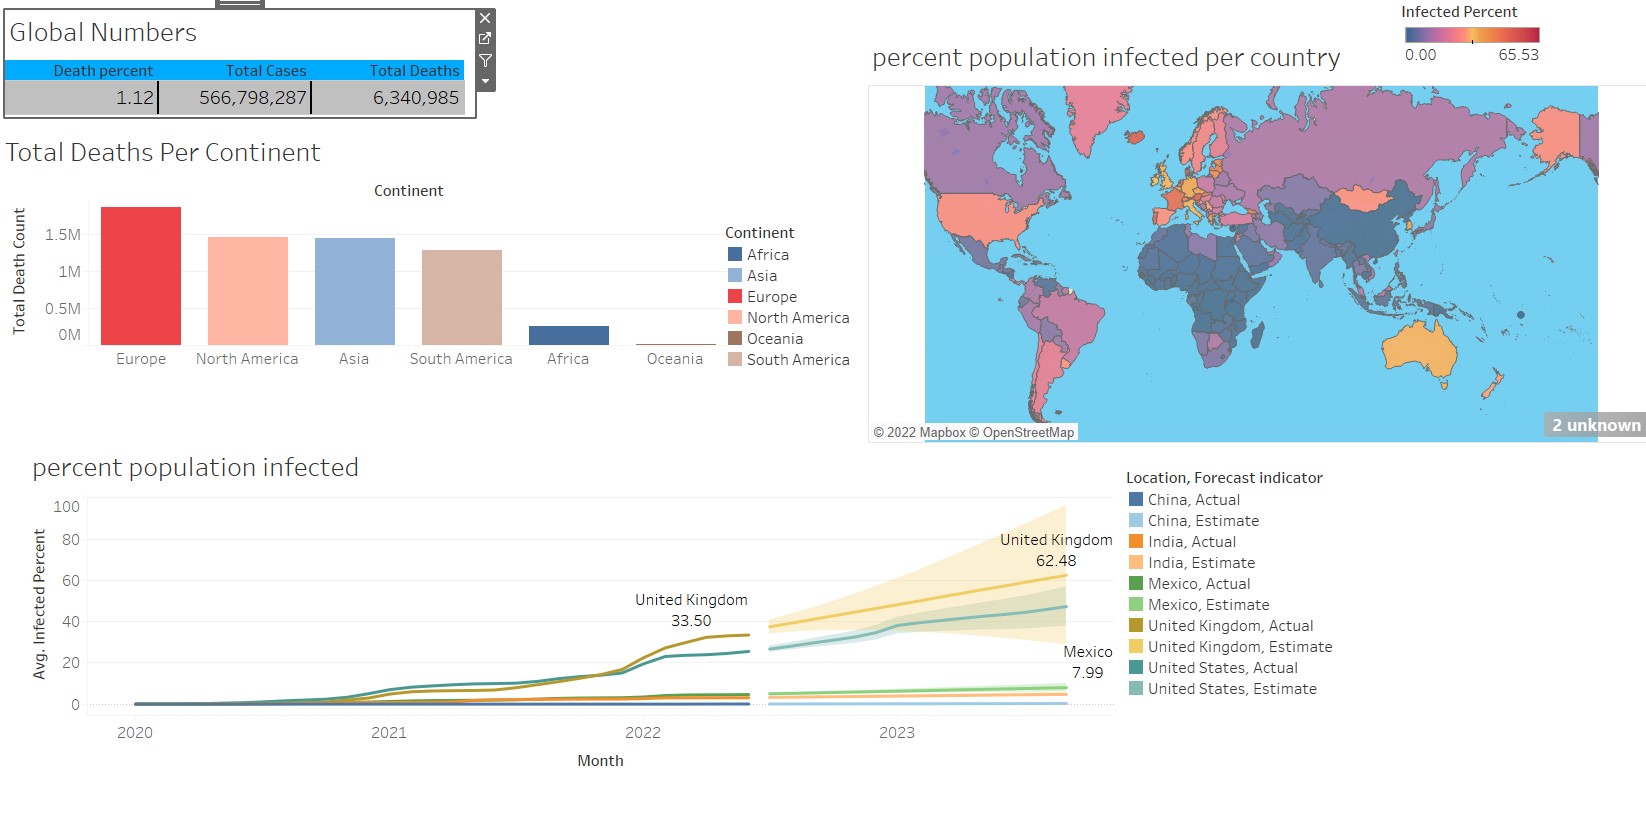 Global Numbers
Death percent Total Cases Total Deaths
1.12 566,798,287 6,340,985
Total Deaths Per Continent
Continent
Total Death Count
1.5M
1M
0.5M
0M
Europe North America Asia South America Africa Oceania
Continent
Africa
Asia
Europe
North America
Oceania
South America
percent population infected per country
Infected Percent
0.00 65.53
© 2022 Mapbox © OpenStreetMap
2 unknown
percent population infected
Avg. Infected Percent
100
80
60
40
20
0
United Kingdom
33.50
United Kingdom
62.48
Mexico
7.99
2020 2021 2022 2023
Month
Location, Forecast indicator
China, Actual
China, Estimate
India, Actual
India, Estimate
Mexico, Actual
Mexico, Estimate
United Kingdom, Actual
United Kingdom, Estimate
United States, Actual
United States, Estimate